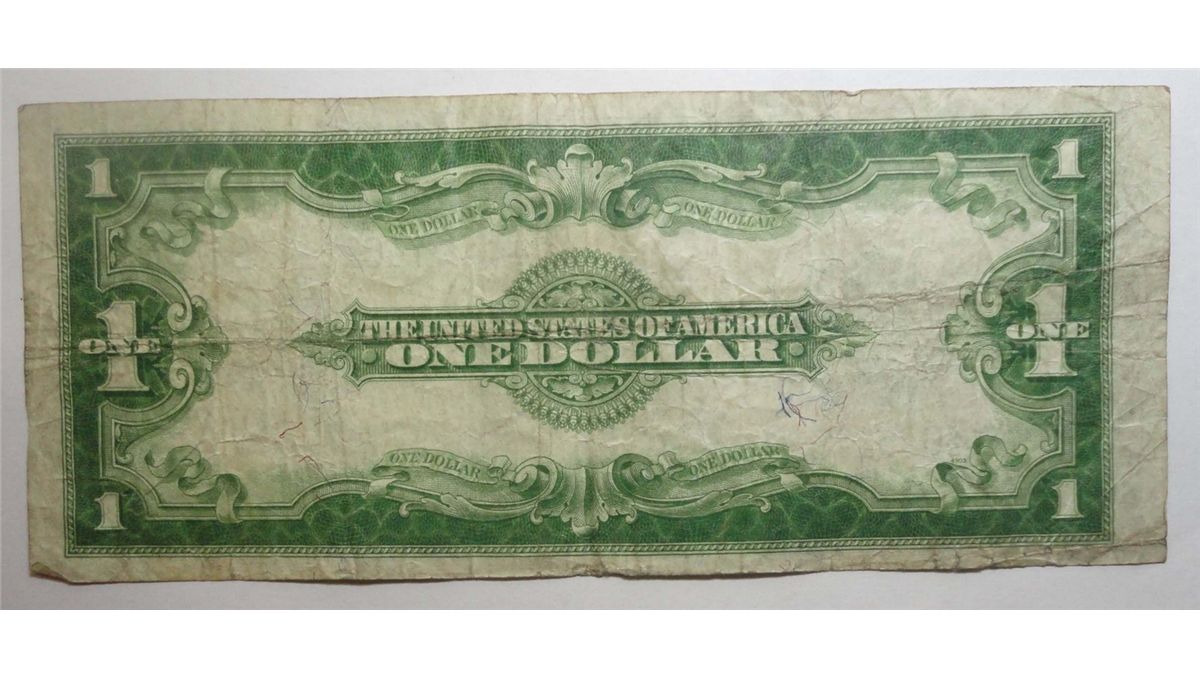 1 1
ONE DOLLAR ONE DOLLAR
1 1
ONE ONE
THE UNITED STATES OF AMERICA
ONE DOLLAR
ONE DOLLAR ONE DOLLAR
1 1